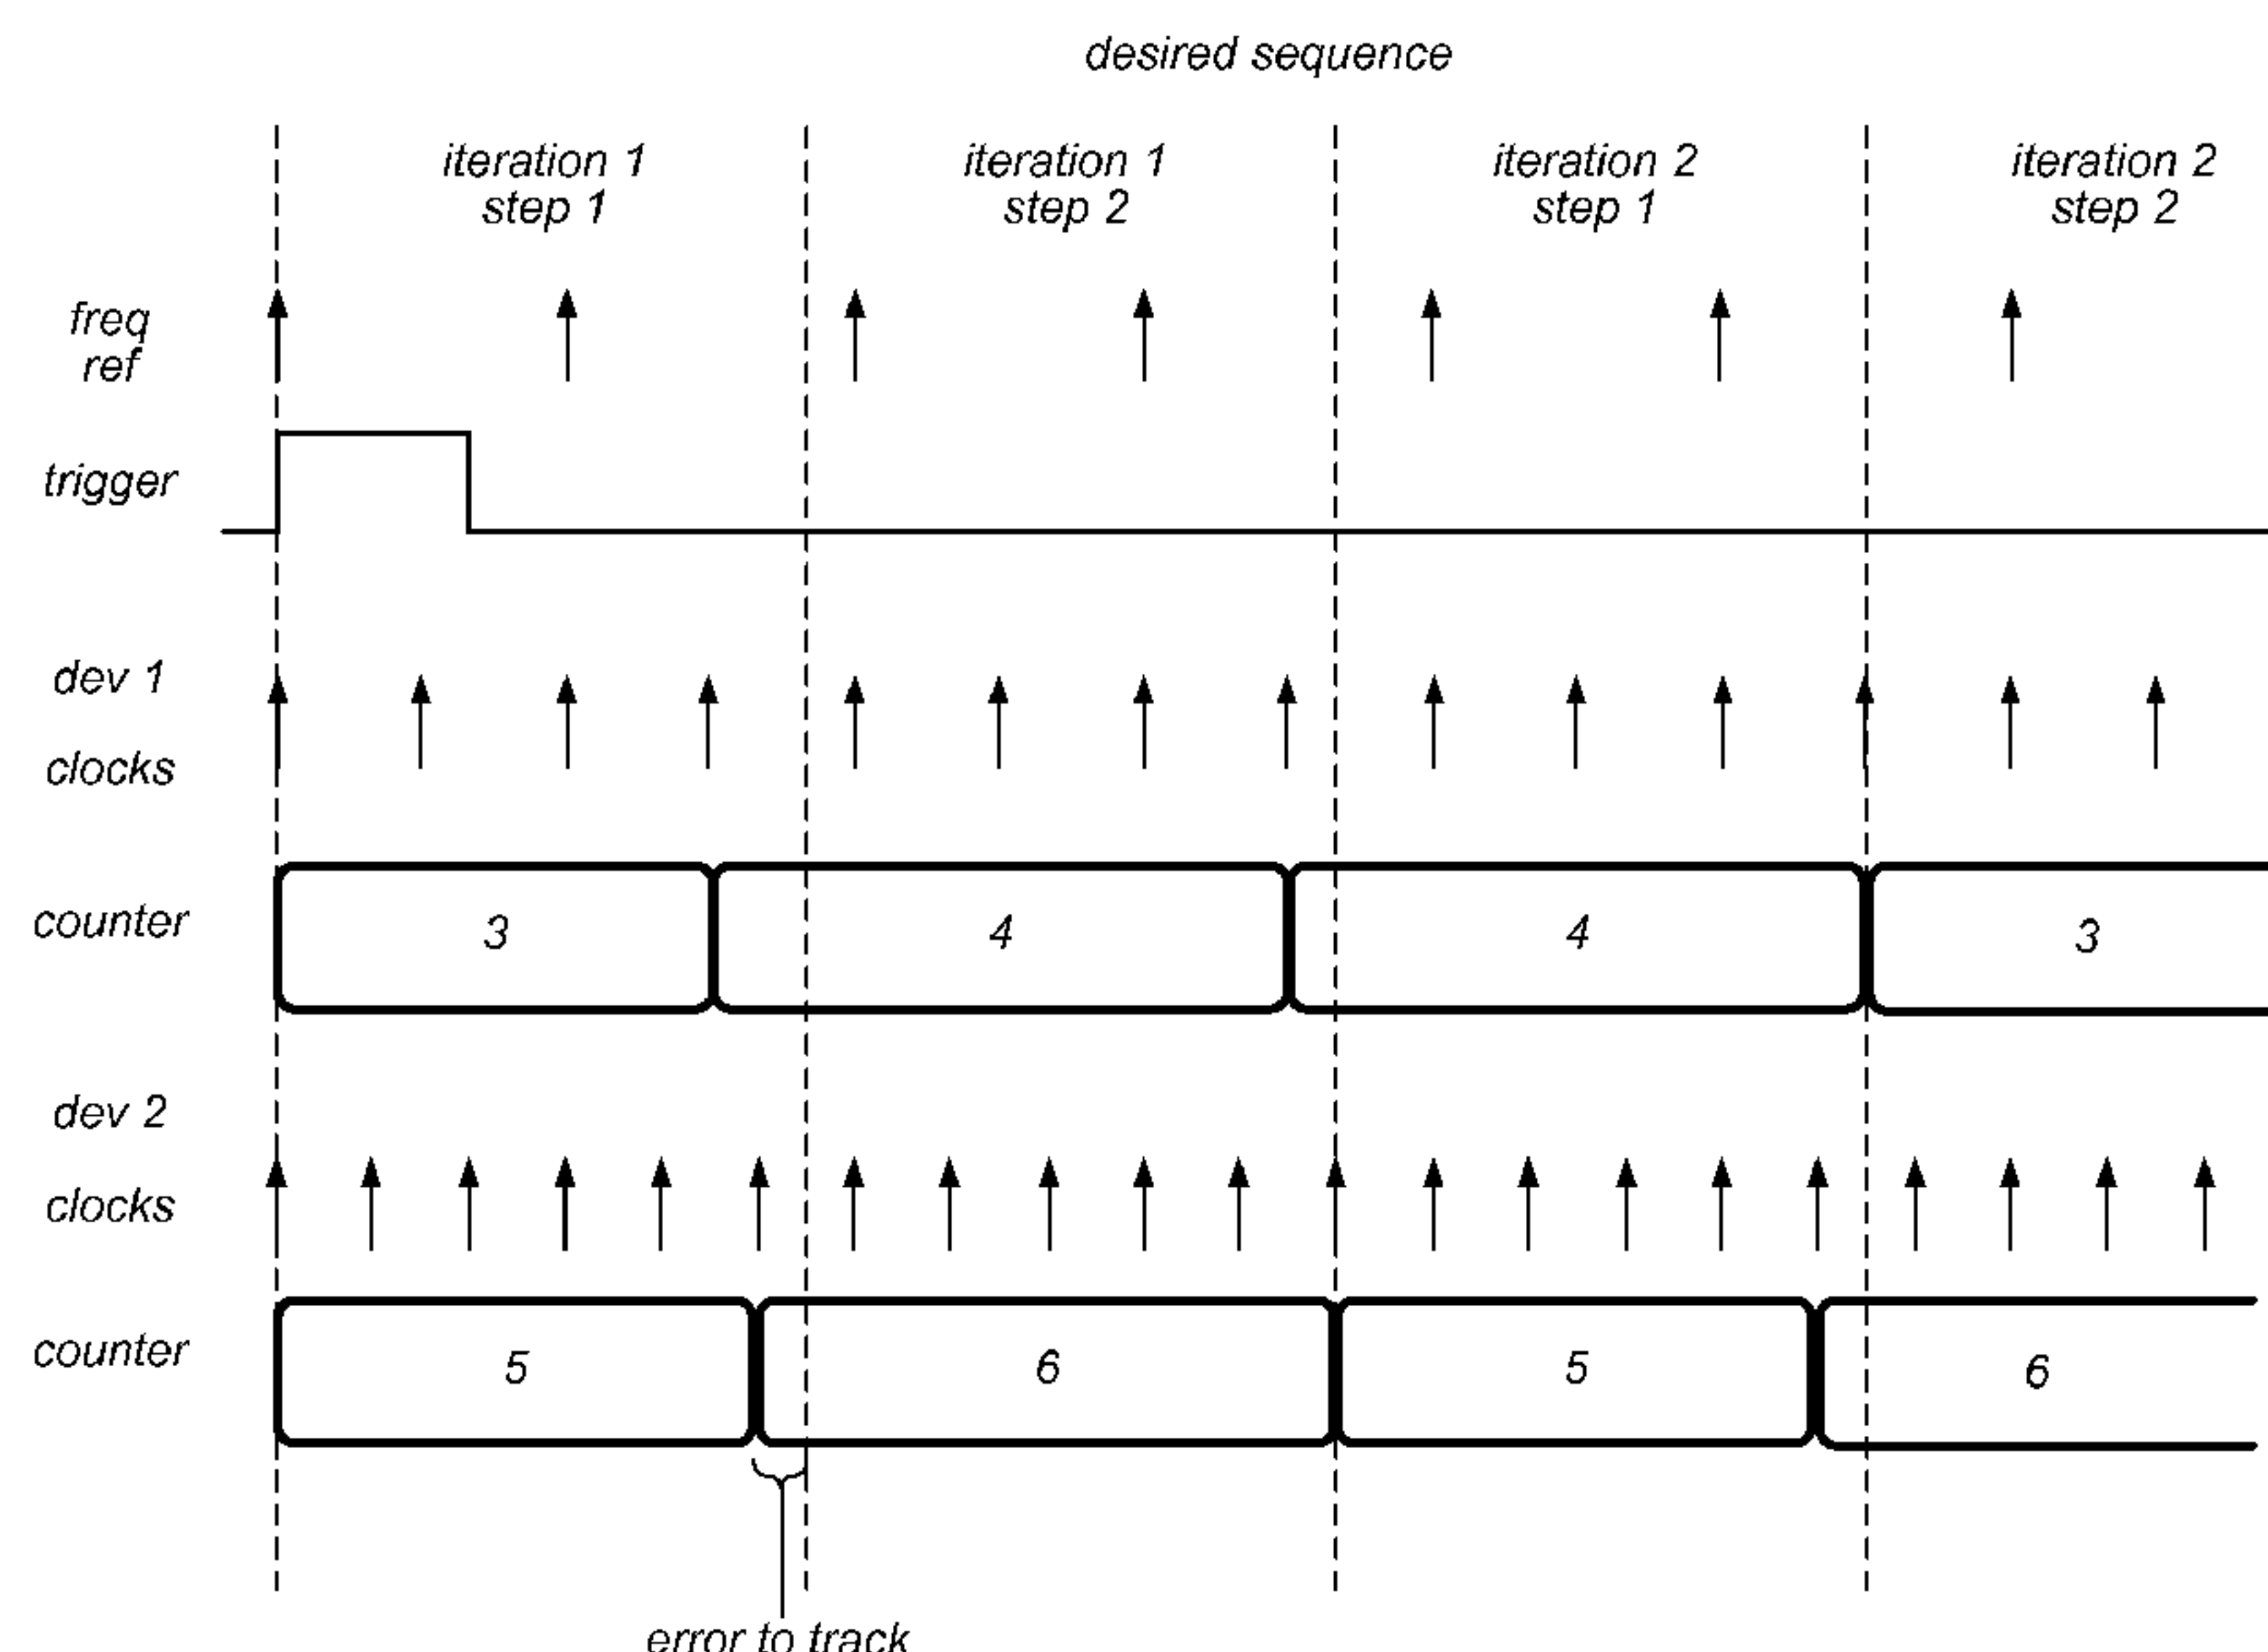 desired sequence
iteration 1
step 1
iteration 1
step 2
iteration 2
step 1
iteration 2
step 2
freq
ref
trigger
dev 1
clocks
counter
3
4
4
3
dev 2
clocks
counter
5
6
5
6
error to track